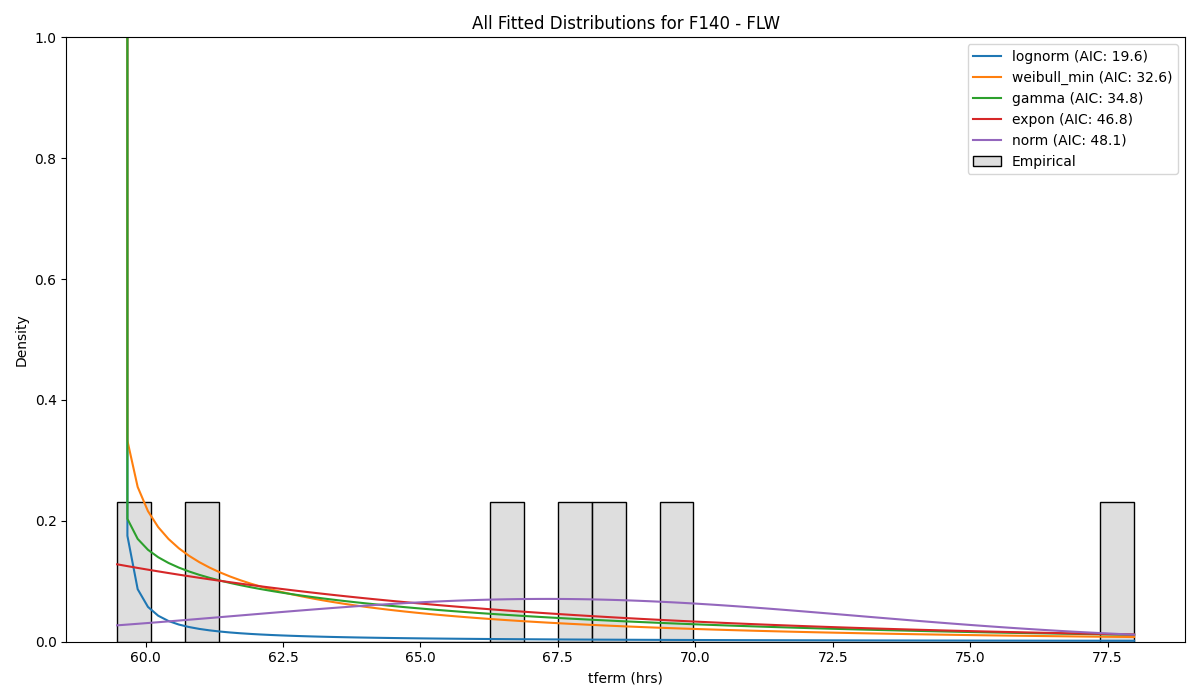 All Fitted Distributions for F140 - FLW
lognorm (AIC: 19.6)
weibull_min (AIC: 32.6)
gamma (AIC: 34.8)
expon (AIC: 46.8)
norm (AIC: 48.1)
Empirical
Density
1.0
0.8
0.6
0.4
0.2
0.0
60.0 62.5 65.0 67.5 70.0 72.5 75.0 77.5
tferm (hrs)